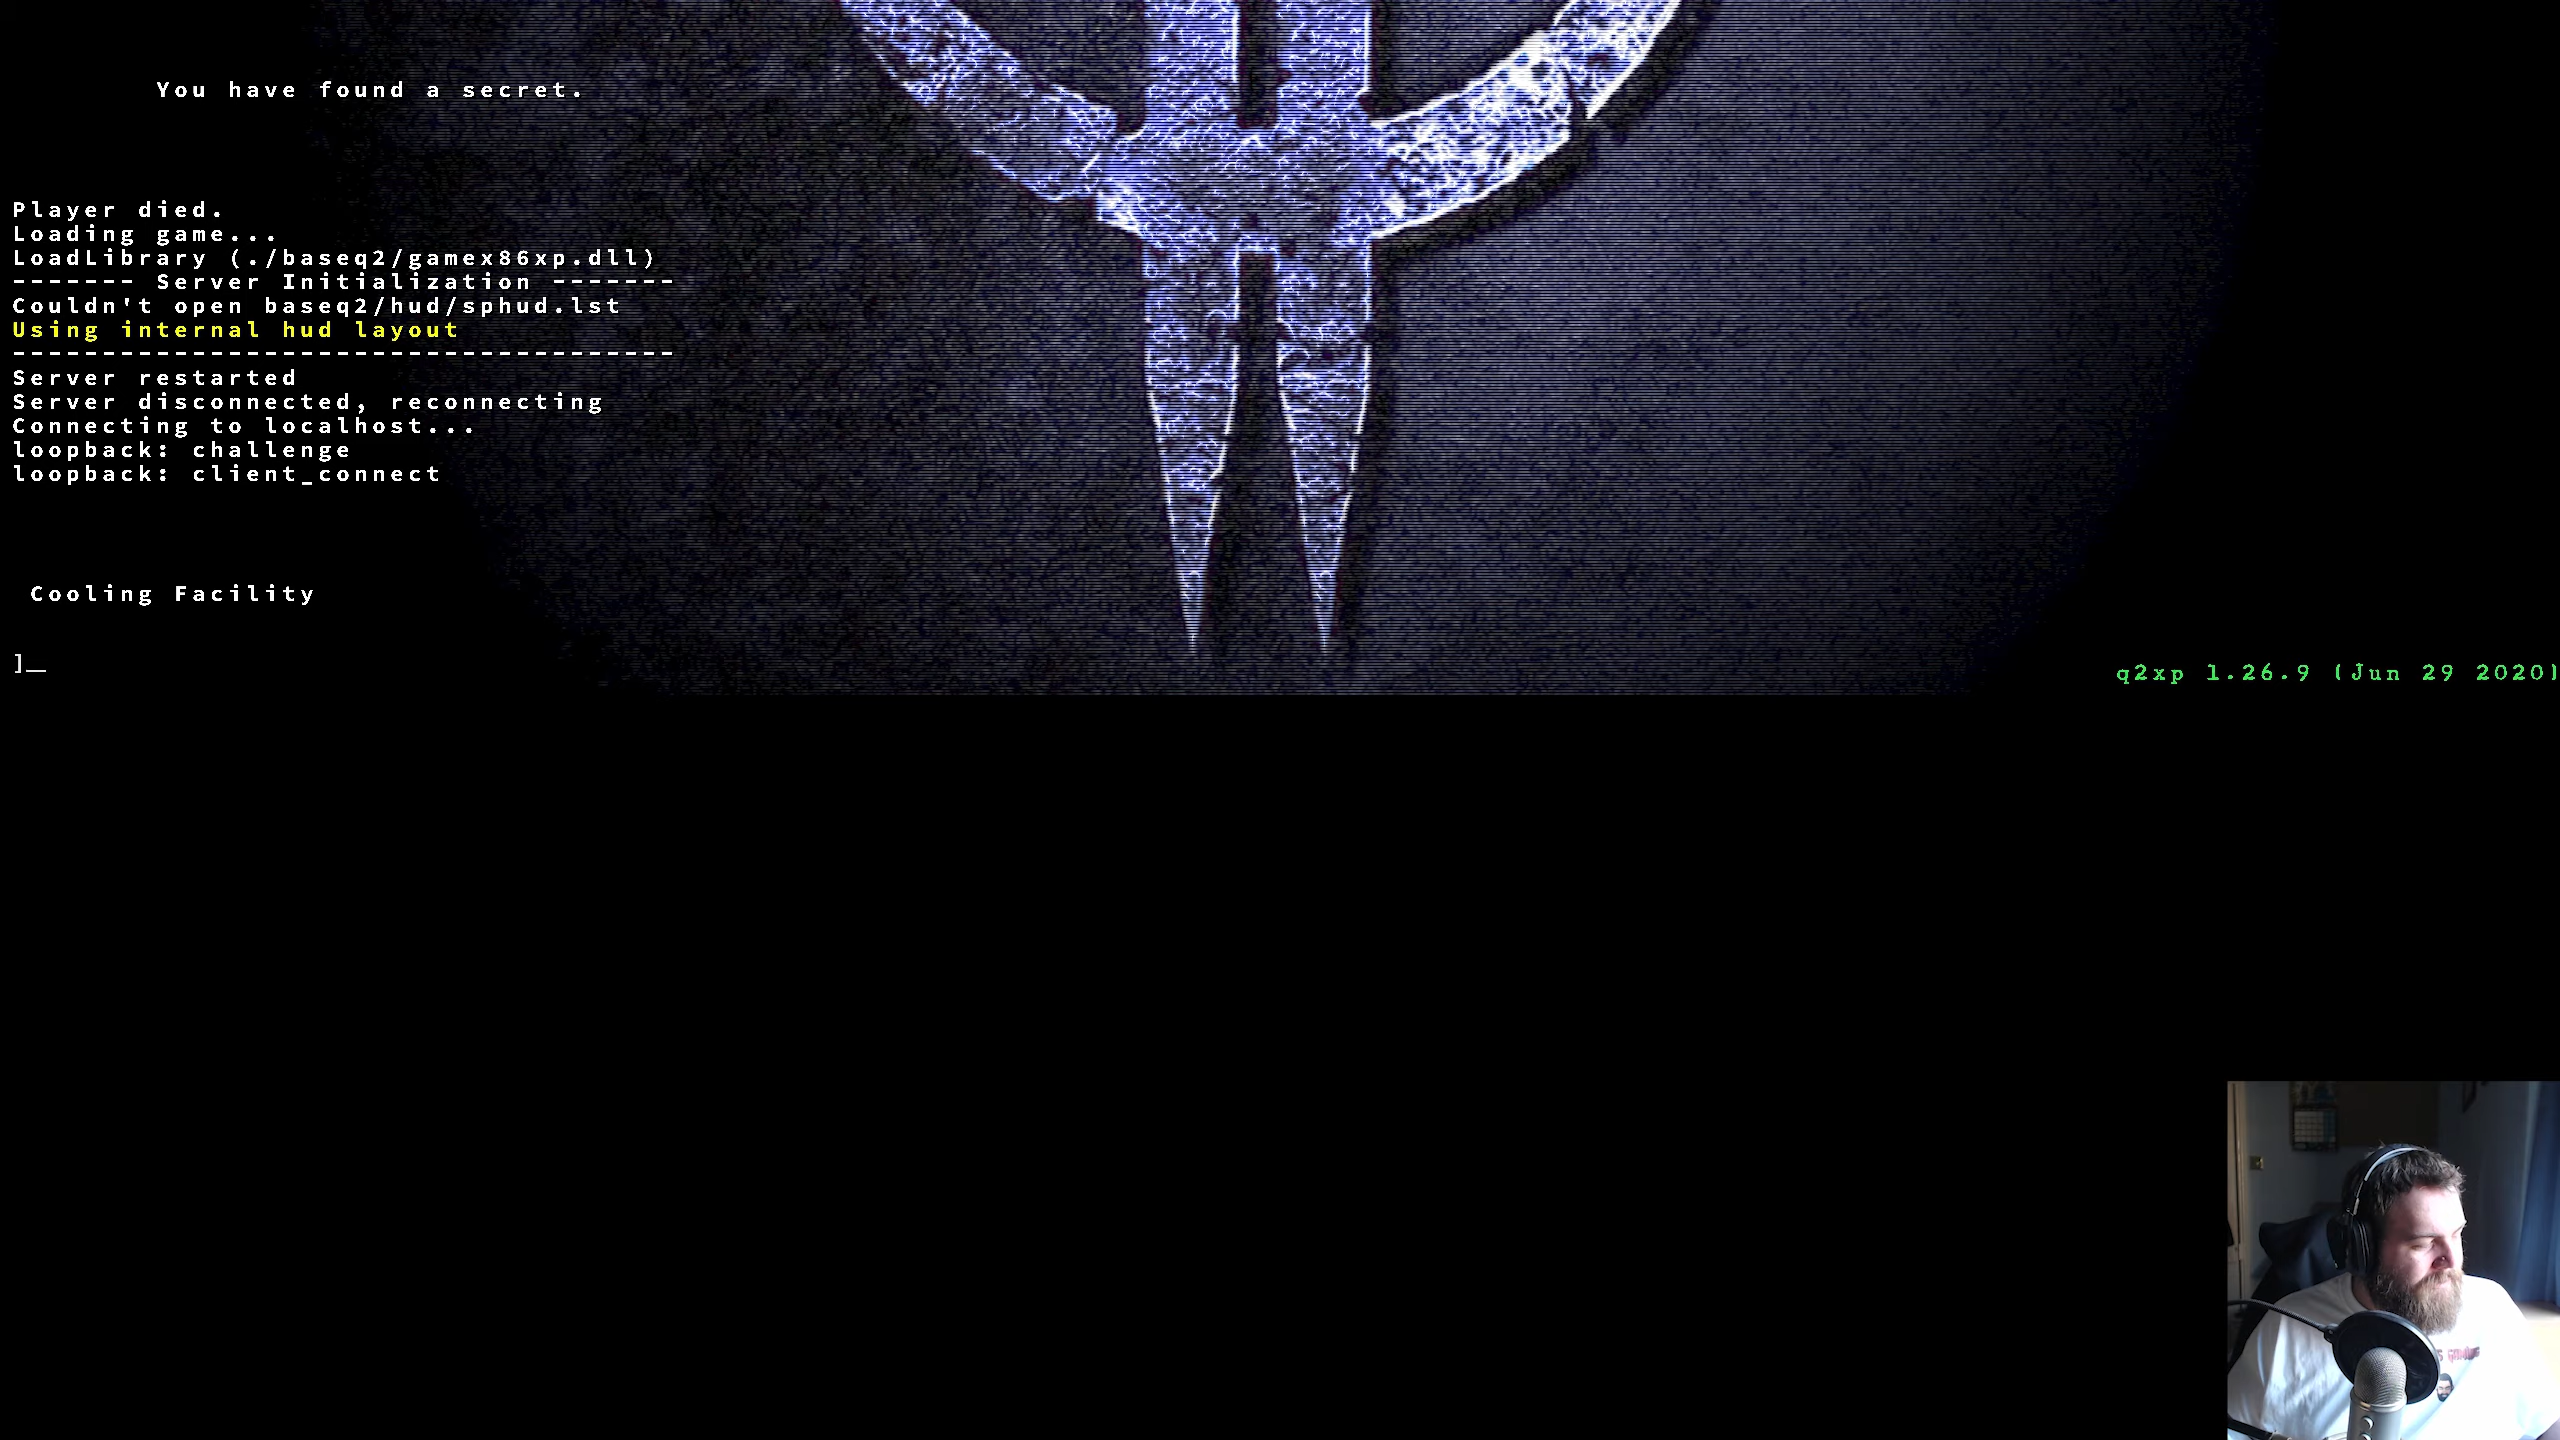 You have found a secret.
Player died.
Loading game...
LoadLibrary (./baseq2/gamex86xp.dll)
------- Server Initialization -------
Couldn't open baseq2/hud/sphud.lst
Using internal hud layout
-------------------------------------
Server restarted
Server disconnected, reconnecting
Connecting to localhost...
loopback: challenge
loopback: client_connect
Cooling Facility
]_
q2xp 1.26.9 (Jun 29 2020)